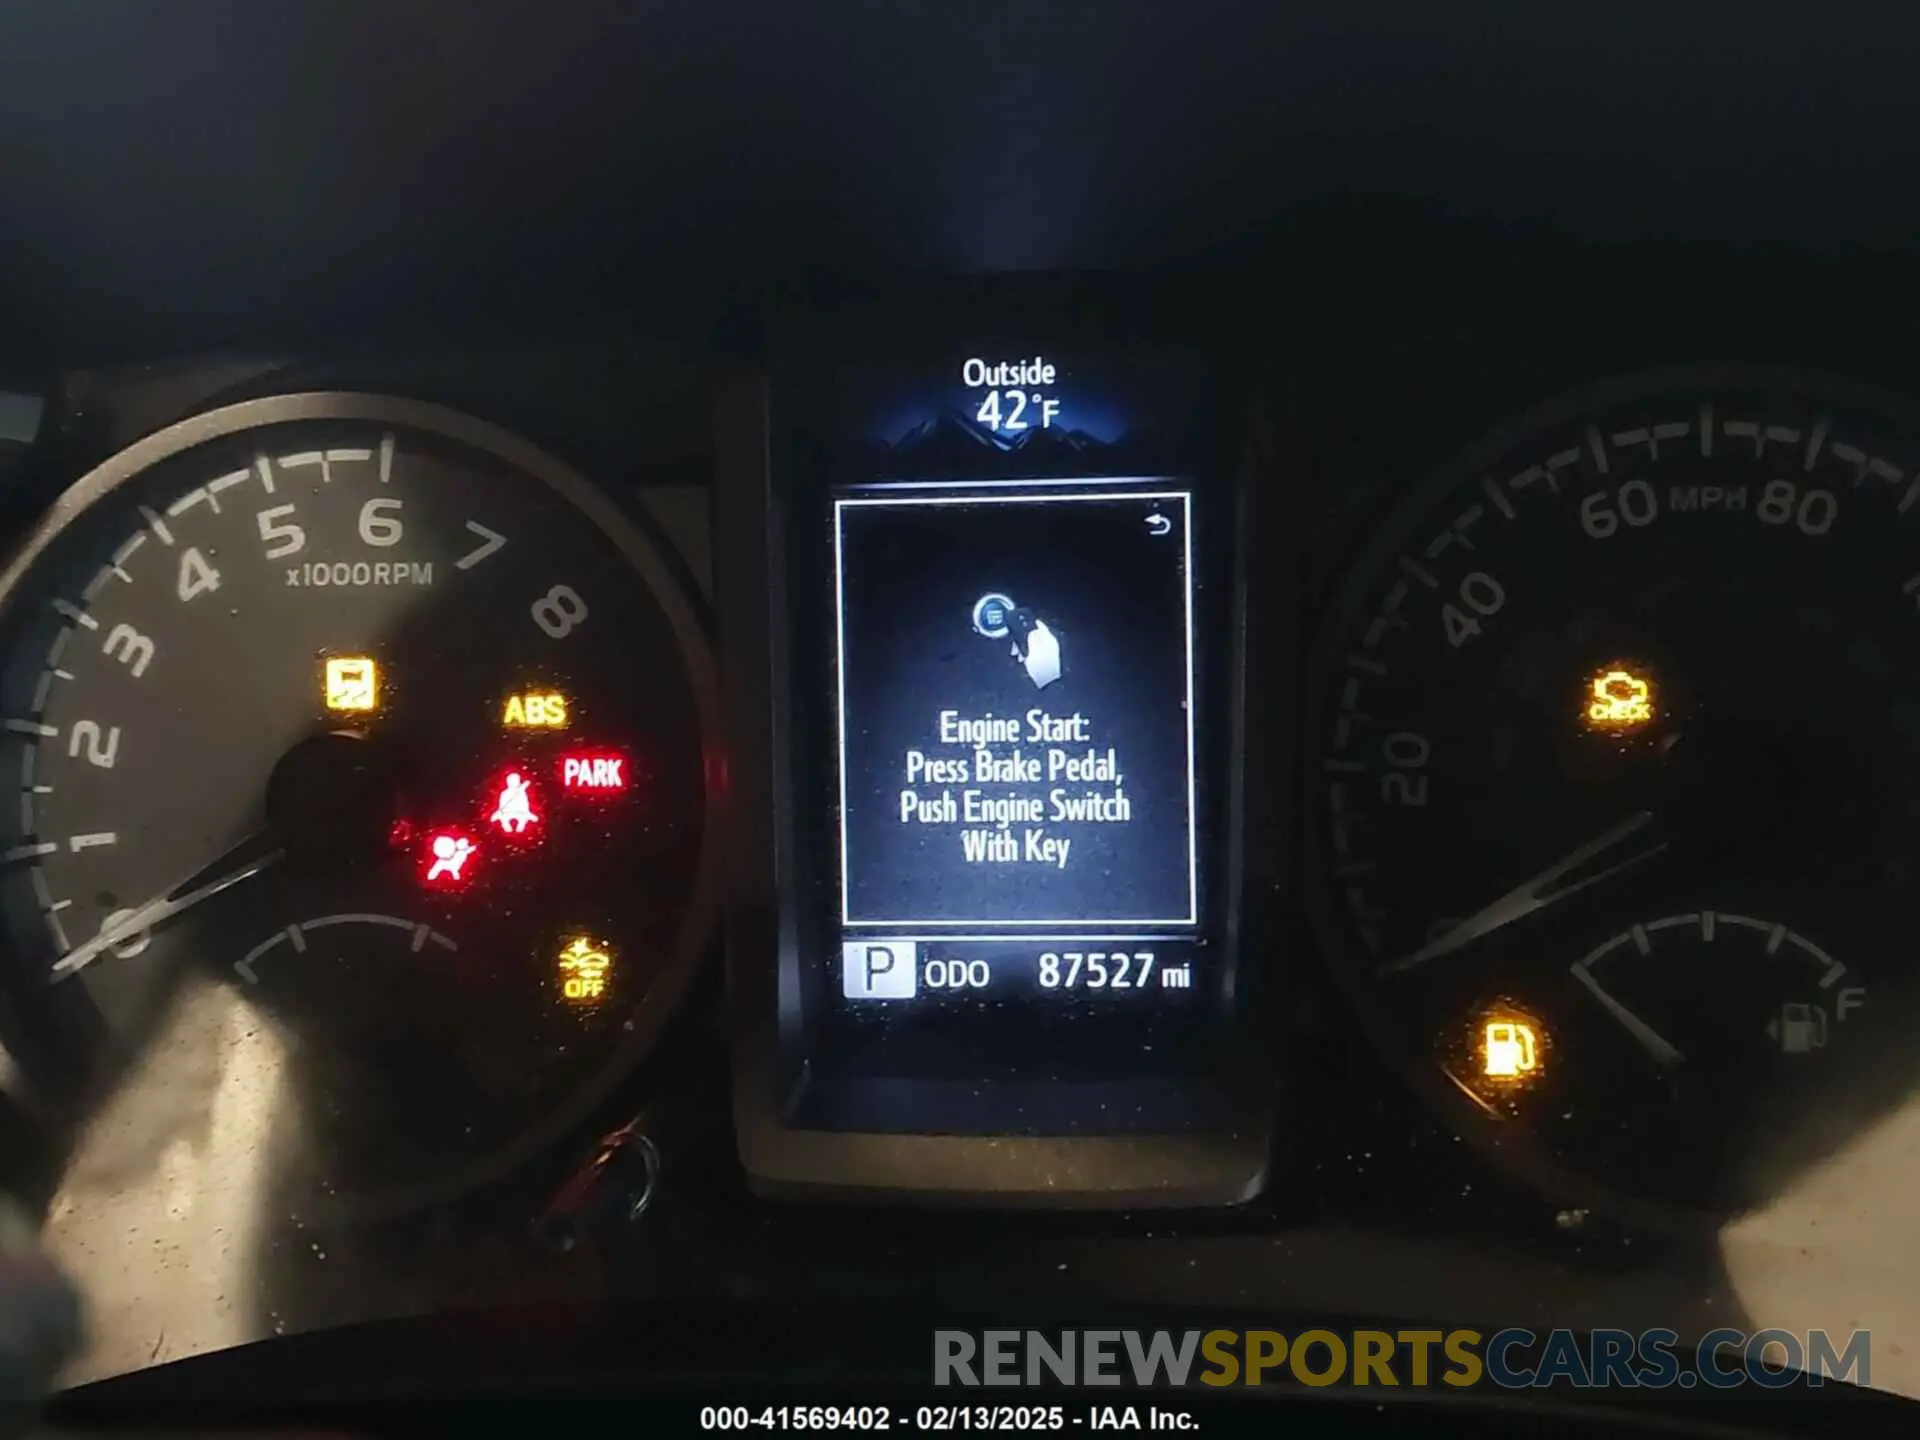 Outside
42°F
5 6 7
4 x1000RPM 8
3
2
1
0
ABS
PARK
OFF
Engine Start:
Press Brake Pedal,
Push Engine Switch
With Key
P ODO 87527 mi
60 MPH 80
40
20
CHECK
F
RENEWSPORTSCARS.COM
000-41569402 - 02/13/2025 - IAA Inc.